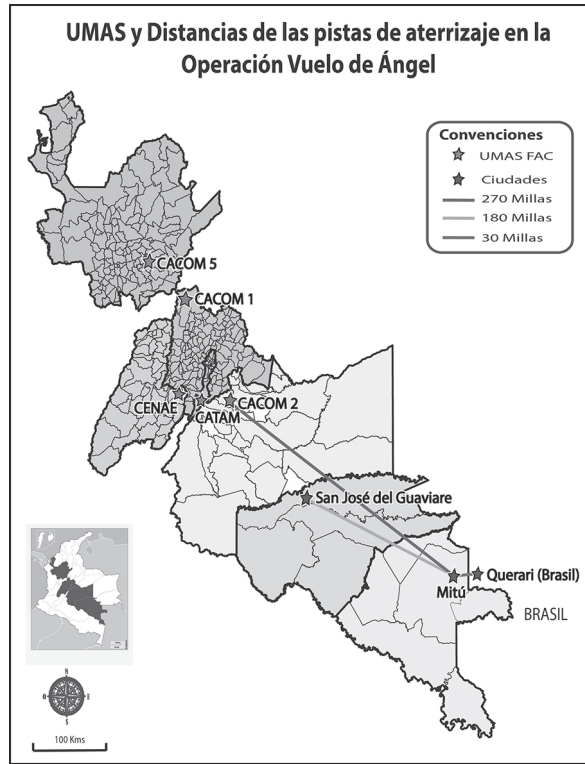 UMAS y Distancias de las pistas de aterrizaje en la
Operación Vuelo de Ángel
Convenciones
UMAS FAC
Ciudades
270 Millas
180 Millas
30 Millas
CACOM 5
CACOM 1
CENAE
CATAM
CACOM 2
San José del Guaviare
Querari (Brasil)
Mitú
BRASIL
N
O
E
S
100 Kms